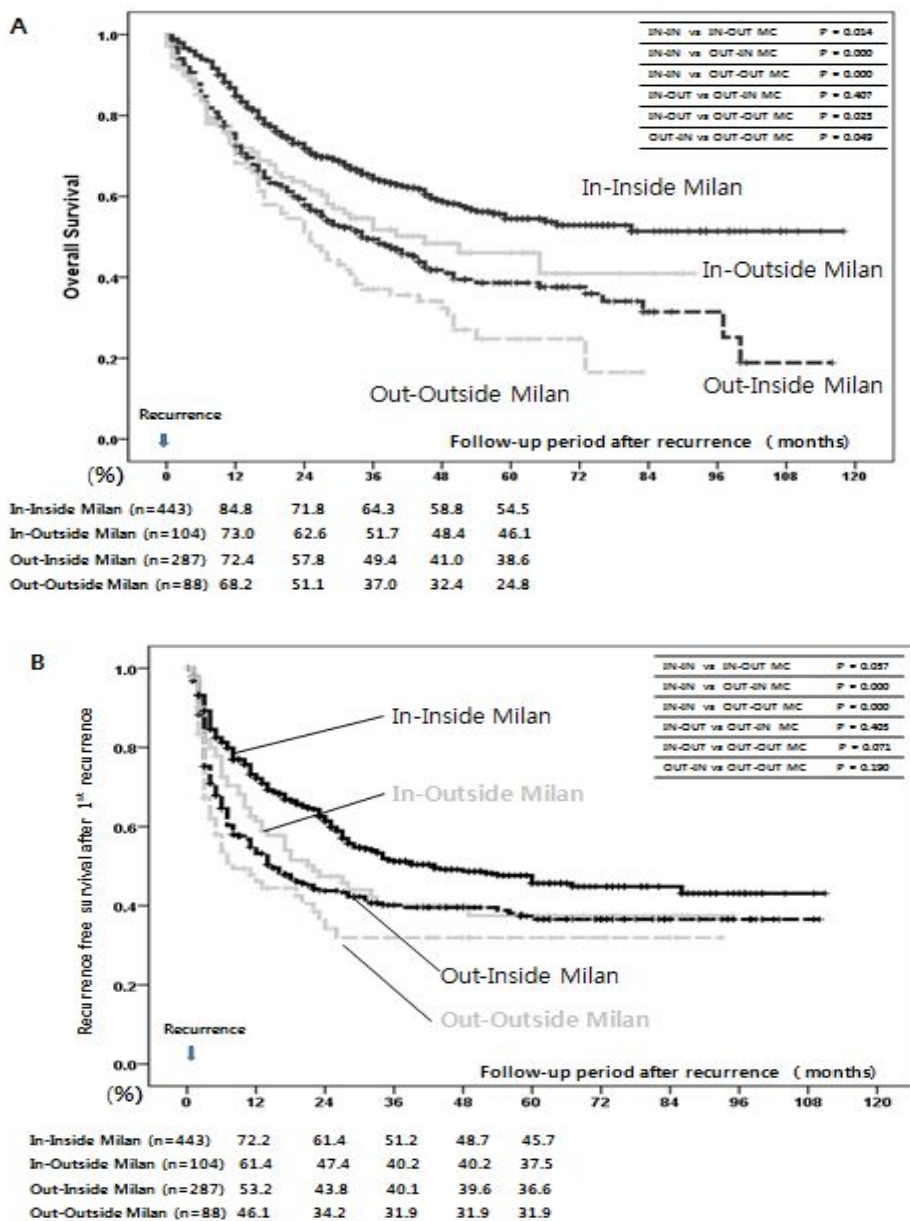 A
IN-IN vs IN-OUT MC P = 0.014
IN-IN vs OUT-IN MC P = 0.000
IN-IN vs OUT-OUT MC P = 0.000
IN-OUT vs OUT-IN MC P = 0.407
IN-OUT vs OUT-OUT MC P = 0.023
OUT-IN vs OUT-OUT MC P = 0.049
Overall Survival
1.0
0.8
0.6
0.4
0.2
0.0
In-Inside Milan
In-Outside Milan
Out-Inside Milan
Out-Outside Milan
Recurrence
Follow-up period after recurrence ( months)
(%)
0 12 24 36 48 60 72 84 96 108 120
In-Inside Milan (n=443) 84.8 71.8 64.3 58.8 54.5
In-Outside Milan (n=104) 73.0 62.6 51.7 48.4 46.1
Out-Inside Milan (n=287) 72.4 57.8 49.4 41.0 38.6
Out-Outside Milan (n=88) 68.2 51.1 37.0 32.4 24.8
B
IN-IN vs IN-OUT MC P = 0.057
IN-IN vs OUT-IN MC P = 0.000
IN-IN vs OUT-OUT MC P = 0.000
IN-OUT vs OUT-IN MC P = 0.405
IN-OUT vs OUT-OUT MC P = 0.071
OUT-IN vs OUT-OUT MC P = 0.190
Recurrence free survival after 1st recurrence
1.0
0.8
0.6
0.4
0.2
0.0
In-Inside Milan
In-Outside Milan
Out-Inside Milan
Out-Outside Milan
Recurrence
Follow-up period after recurrence ( months)
(%)
0 12 24 36 48 60 72 84 96 108 120
In-Inside Milan (n=443) 72.2 61.4 51.2 48.7 45.7
In-Outside Milan (n=104) 61.4 47.4 40.2 40.2 37.5
Out-Inside Milan (n=287) 53.2 43.8 40.1 39.6 36.6
Out-Outside Milan (n=88) 46.1 34.2 31.9 31.9 31.9